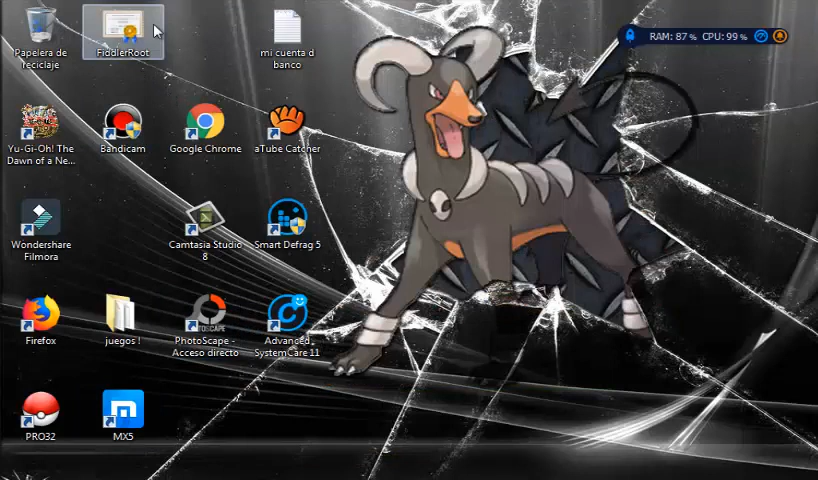 RAM: 87 % CPU: 99 %
Papelera de
reciclaje
FiddlerRoot
mi cuenta d
banco
Yu-Gi-Oh! The
Dawn of a Ne...
Bandicam
Google Chrome
aTube Catcher
Wondershare
Filmora
Camtasia Studio
8
Smart Defrag 5
Firefox
juegos !
PhotoScape -
Acceso directo
Advanced
SystemCare 11
PRO32
MX5